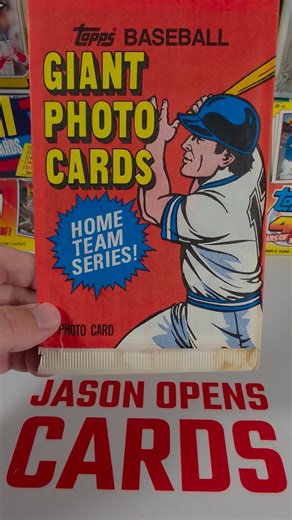 Topps BASEBALL
GIANT
PHOTO
CARDS
HOME
TEAM
SERIES!
PHOTO CARD
JASON OPENS
CARDS